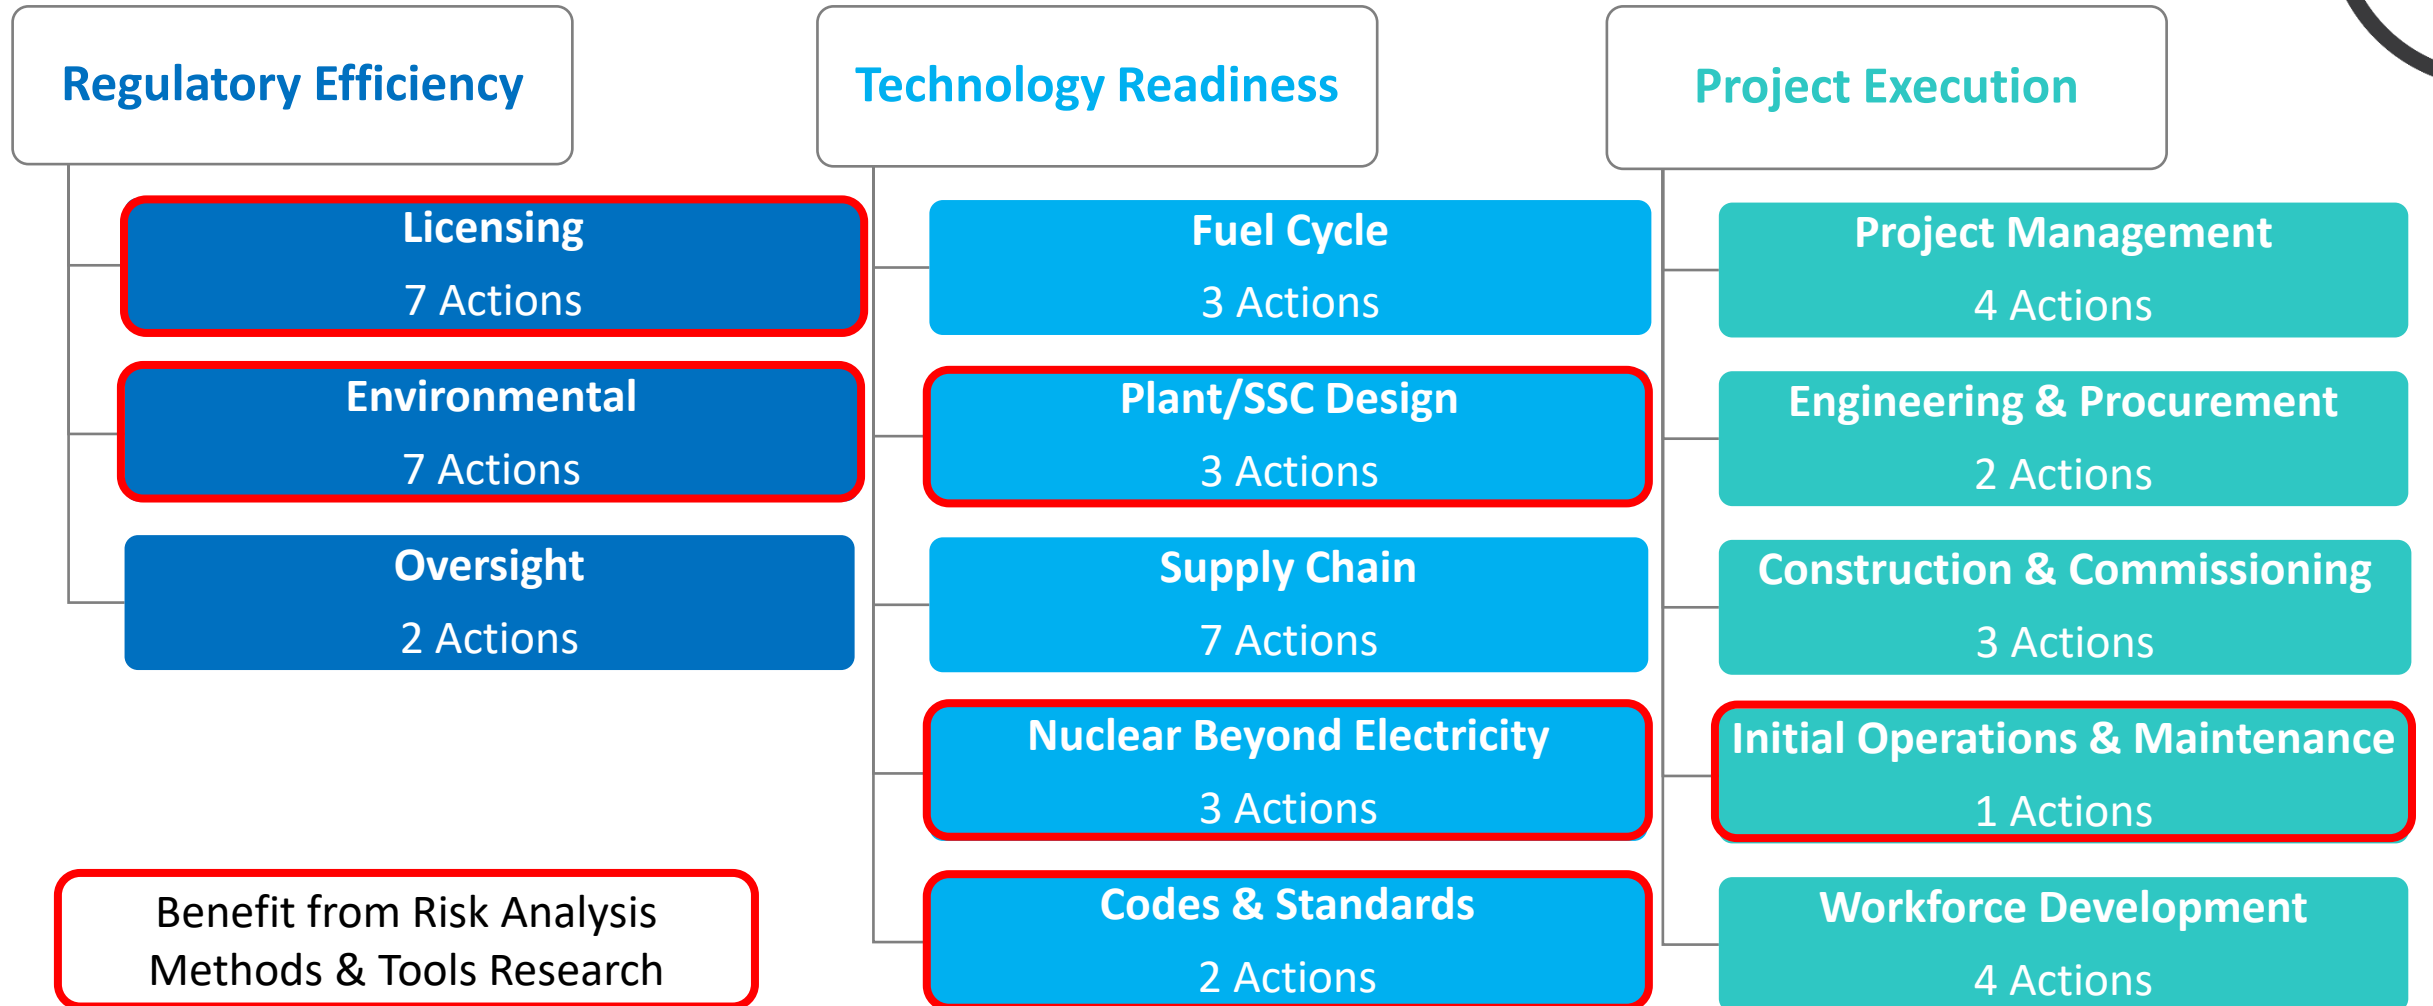 Regulatory Efficiency
Licensing
7 Actions
Environmental
7 Actions
Oversight
2 Actions
Benefit from Risk Analysis
Methods & Tools Research
Technology Readiness
Fuel Cycle
3 Actions
Plant/SSC Design
3 Actions
Supply Chain
7 Actions
Nuclear Beyond Electricity
3 Actions
Codes & Standards
2 Actions
Project Execution
Project Management
4 Actions
Engineering & Procurement
2 Actions
Construction & Commissioning
3 Actions
Initial Operations & Maintenance
1 Actions
Workforce Development
4 Actions